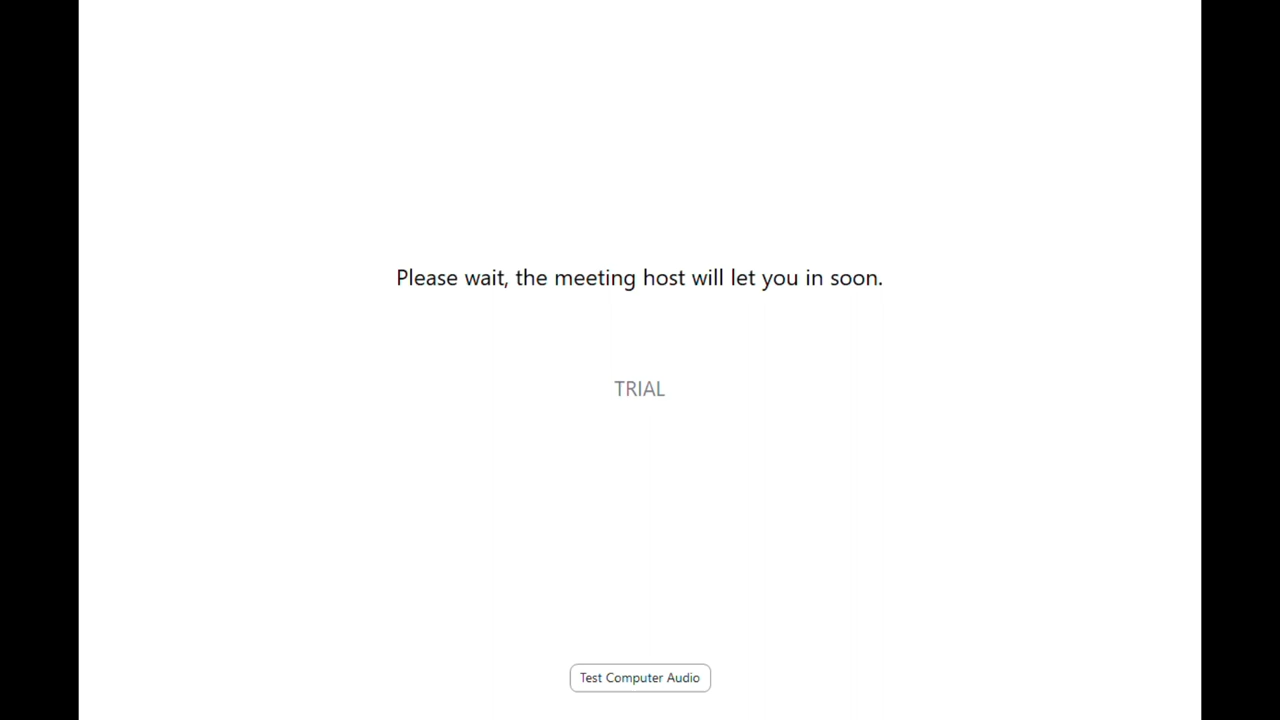 Please wait, the meeting host will let you in soon.
TRIAL
Test Computer Audio